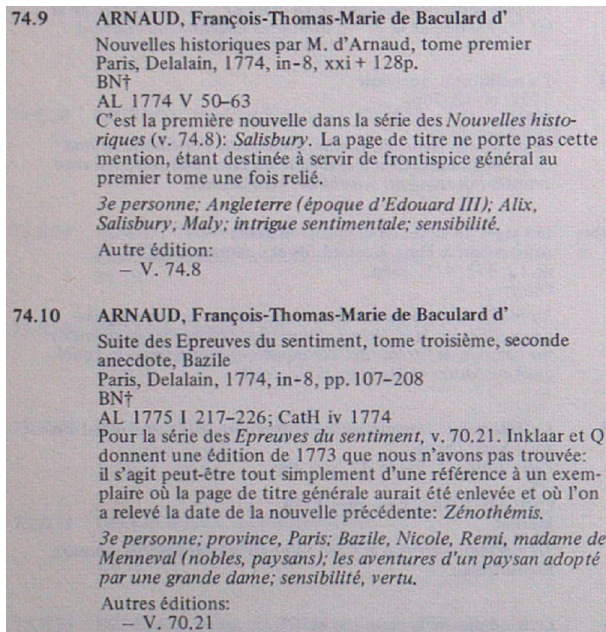 74.9 ARNAUD, François-Thomas-Marie de Baculard d'
Nouvelles historiques par M. d'Arnaud, tome premier
Paris, Delalain, 1774, in-8, xxi + 128p.
BN†
AL 1774 V 50-63
C'est la première nouvelle dans la série des Nouvelles histo-
riques (v. 74.8): Salisbury. La page de titre ne porte pas cette
mention, étant destinée à servir de frontispice général au
premier tome une fois relié.
3e personne; Angleterre (époque d'Edouard III); Alix,
Salisbury, Maly; intrigue sentimentale; sensibilité.
Autre édition:
– V. 74.8
74.10 ARNAUD, François-Thomas-Marie de Baculard d'
Suite des Epreuves du sentiment, tome troisième, seconde
anecdote, Bazile
Paris, Delalain, 1774, in-8, pp. 107-208
BN†
AL 1775 I 217-226; CatH iv 1774
Pour la série des Epreuves du sentiment, v. 70.21. Inklaar et Q
donnent une édition de 1773 que nous n'avons pas trouvée:
il s'agit peut-être tout simplement d'une référence à un exem-
plaire où la page de titre générale aurait été enlevée et où l'on
a relevé la date de la nouvelle précédente: Zénothémis.
3e personne; province, Paris; Bazile, Nicole, Remi, madame de
Menneval (nobles, paysans); les aventures d'un paysan adopté
par une grande dame; sensibilité, vertu.
Autres éditions:
– V. 70.21